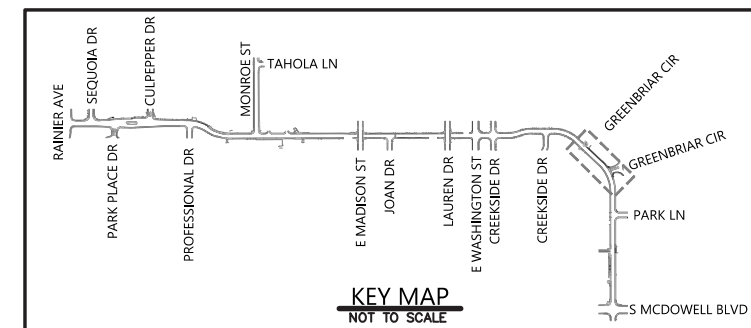 RAINIER AVE
SEQUOIA DR
PARK PLACE DR
CULPEPPER DR
PROFESSIONAL DR
MONROE ST
TAHOLA LN
E MADISON ST
JOAN DR
LAUREN DR
E WASHINGTON ST
CREEKSIDE DR
CREEKSIDE DR
GREENBRIAR CIR
GREENBRIAR CIR
PARK LN
S MCDOWELL BLVD
KEY MAP
NOT TO SCALE